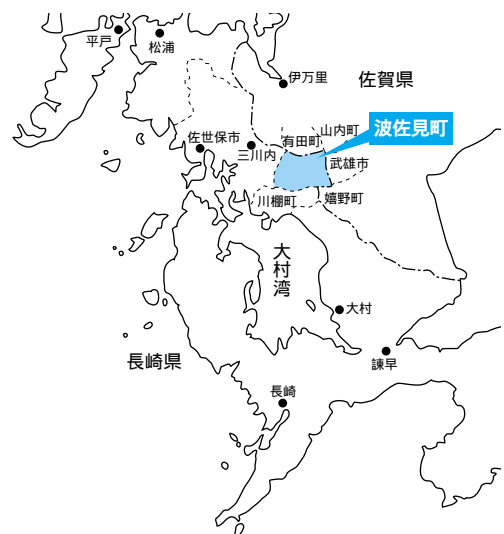 平戸
松浦
伊万里
佐賀県
山内町
有田町
波佐見町
佐世保市
三川内
武雄市
川棚町
嬉野町
大村湾
大村
長崎県
諫早
長崎